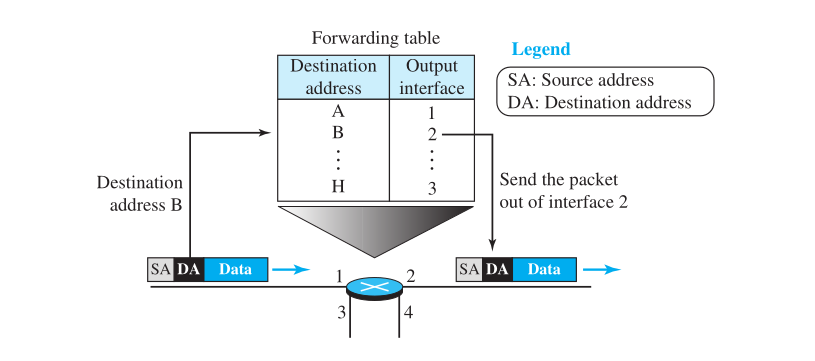 Forwarding table
Legend
Destination address
Output interface
SA: Source address
DA: Destination address
A 1
B 2
⋮ ⋮
H 3
Destination
address B
Send the packet
out of interface 2
SA DA Data
SA DA Data
1 2
3 4